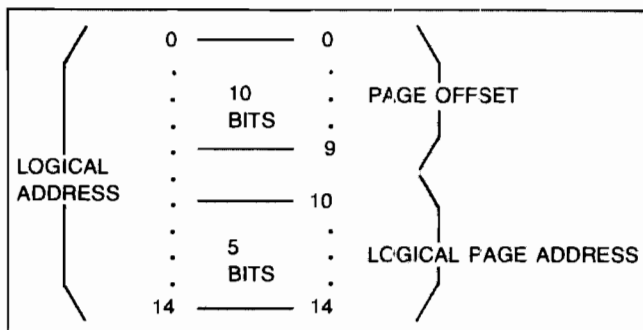 0 0
10
BITS
PAGE OFFSET
9
LOGICAL
ADDRESS
10
5
BITS
LOGICAL PAGE ADDRESS
14 14